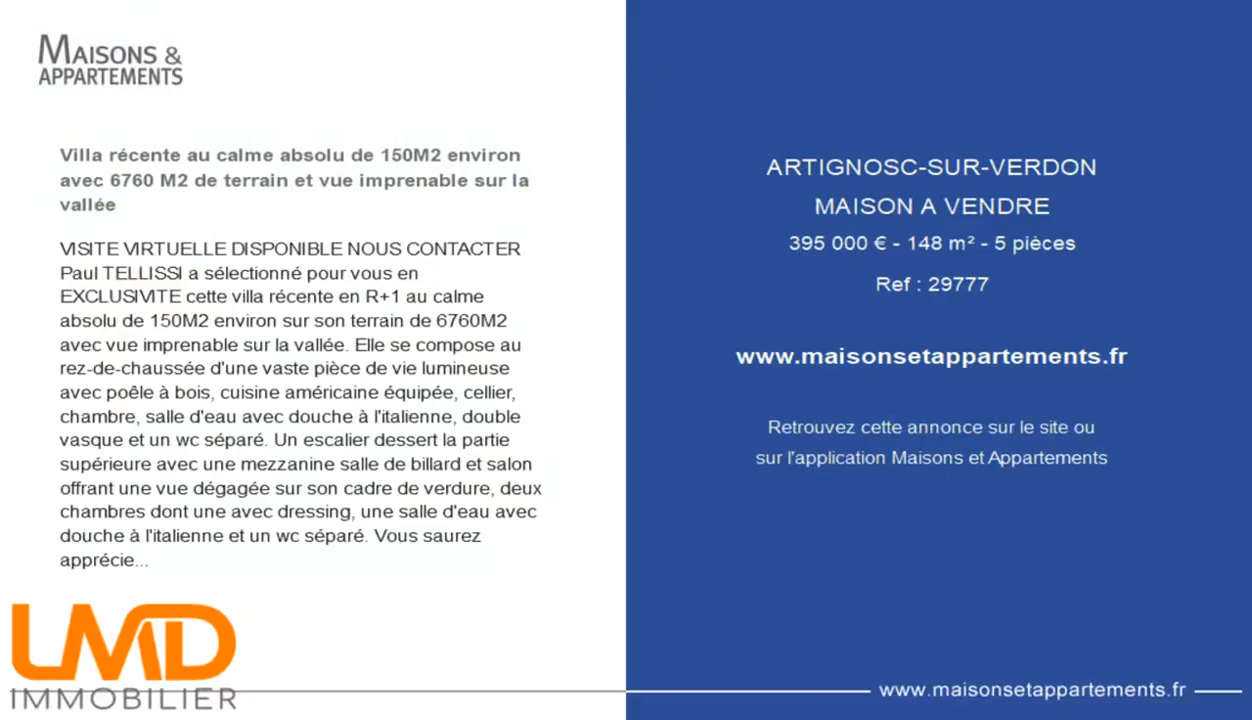 MAISONS &
APPARTEMENTS
Villa récente au calme absolu de 150M2 environ
avec 6760 M2 de terrain et vue imprenable sur la
vallée
VISITE VIRTUELLE DISPONIBLE NOUS CONTACTER
Paul TELLISSI a sélectionné pour vous en
EXCLUSIVITE cette villa récente en R+1 au calme
absolu de 150M2 environ sur son terrain de 6760M2
avec vue imprenable sur la vallée. Elle se compose au
rez-de-chaussée d'une vaste pièce de vie lumineuse
avec poêle à bois, cuisine américaine équipée, cellier,
chambre, salle d'eau avec douche à l'italienne, double
vasque et un wc séparé. Un escalier dessert la partie
supérieure avec une mezzanine salle de billard et salon
offrant une vue dégagée sur son cadre de verdure, deux
chambres dont une avec dressing, une salle d'eau avec
douche à l'italienne et un wc séparé. Vous saurez
apprécie...
LMD
IMMOBILIER
ARTIGNOSC-SUR-VERDON
MAISON A VENDRE
395 000 € - 148 m² - 5 pièces
Ref : 29777
www.maisonsetappartements.fr
Retrouvez cette annonce sur le site ou
sur l'application Maisons et Appartements
www.maisonsetappartements.fr